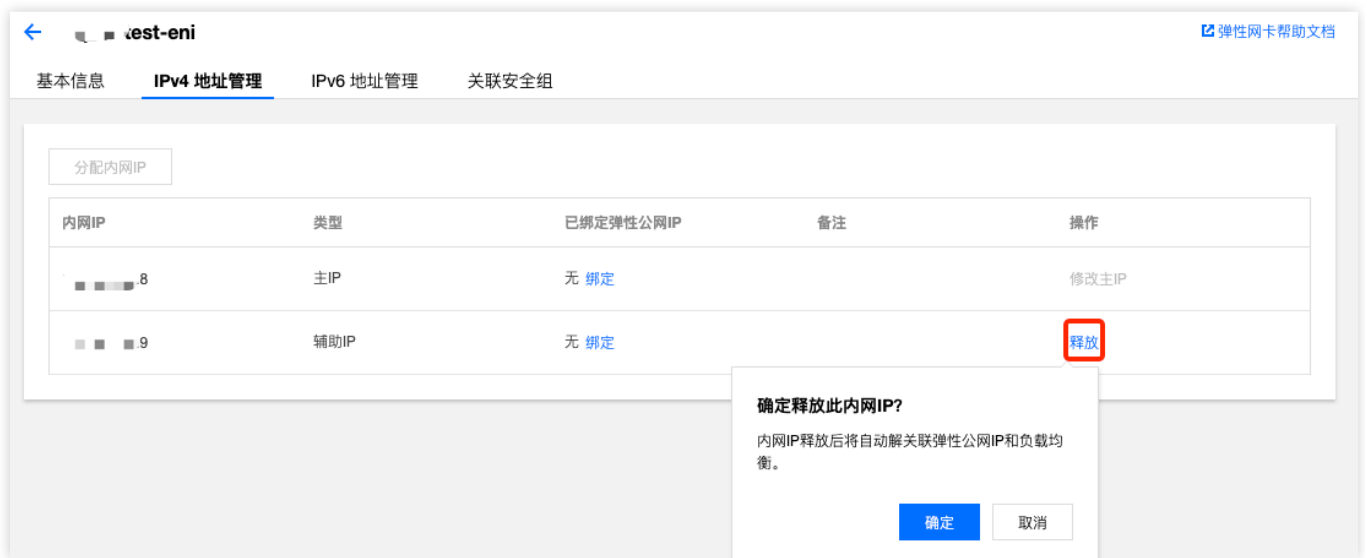 test-eni
弹性网卡帮助文档
基本信息 IPv4 地址管理 IPv6 地址管理 关联安全组
分配内网IP
内网IP 类型 已绑定弹性公网IP 备注 操作
.8 主IP 无 绑定 修改主IP
.9 辅助IP 无 绑定 释放
确定释放此内网IP?
内网IP释放后将自动解关联弹性公网IP和负载均
衡。
确定 取消